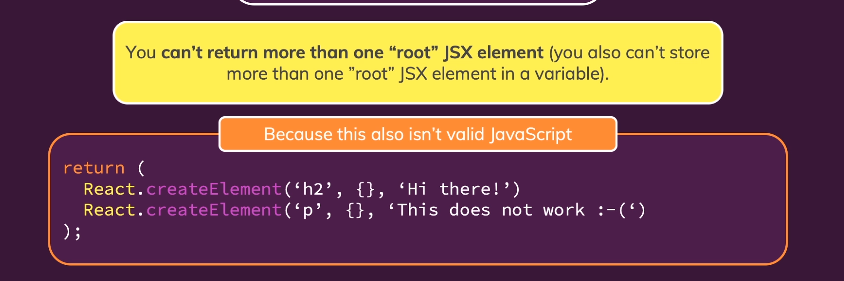 You can’t return more than one “root” JSX element (you also can’t store
more than one ”root” JSX element in a variable).
Because this also isn’t valid JavaScript
return (
  React.createElement(‘h2’, {}, ‘Hi there!’)
  React.createElement(‘p’, {}, ‘This does not work :-(‘)
);